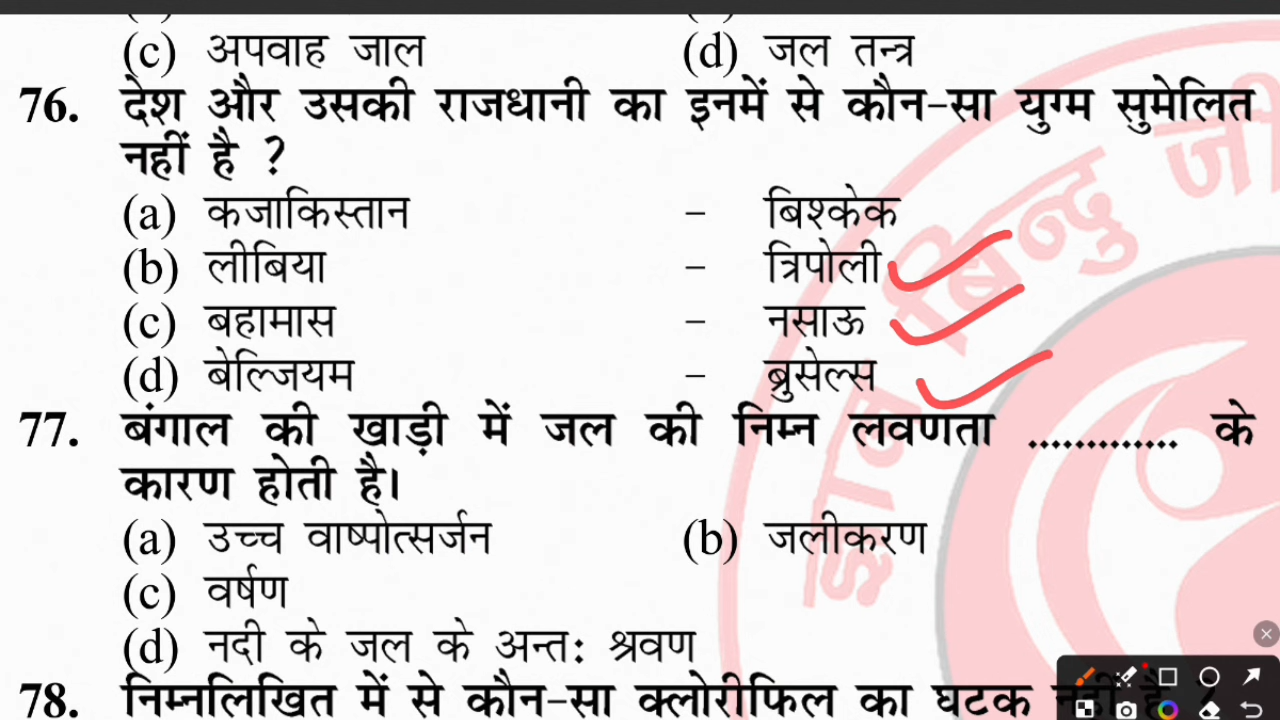 (c) अपवाह जाल (d) जल तन्त्र
76. देश और उसकी राजधानी का इनमें से कौन-सा युग्म सुमेलित
नहीं है ?
(a) कजाकिस्तान - बिश्केक
(b) लीबिया - त्रिपोली
(c) बहामास - नसाऊ
(d) बेल्जियम - ब्रुसेल्स
77. बंगाल की खाड़ी में जल की निम्न लवणता ............. के
कारण होती है।
(a) उच्च वाष्पोत्सर्जन (b) जलीकरण
(c) वर्षण
(d) नदी के जल के अन्तः श्रवण
78. निम्नलिखित में से कौन-सा क्लोरोफिल का घटक नहीं है ?